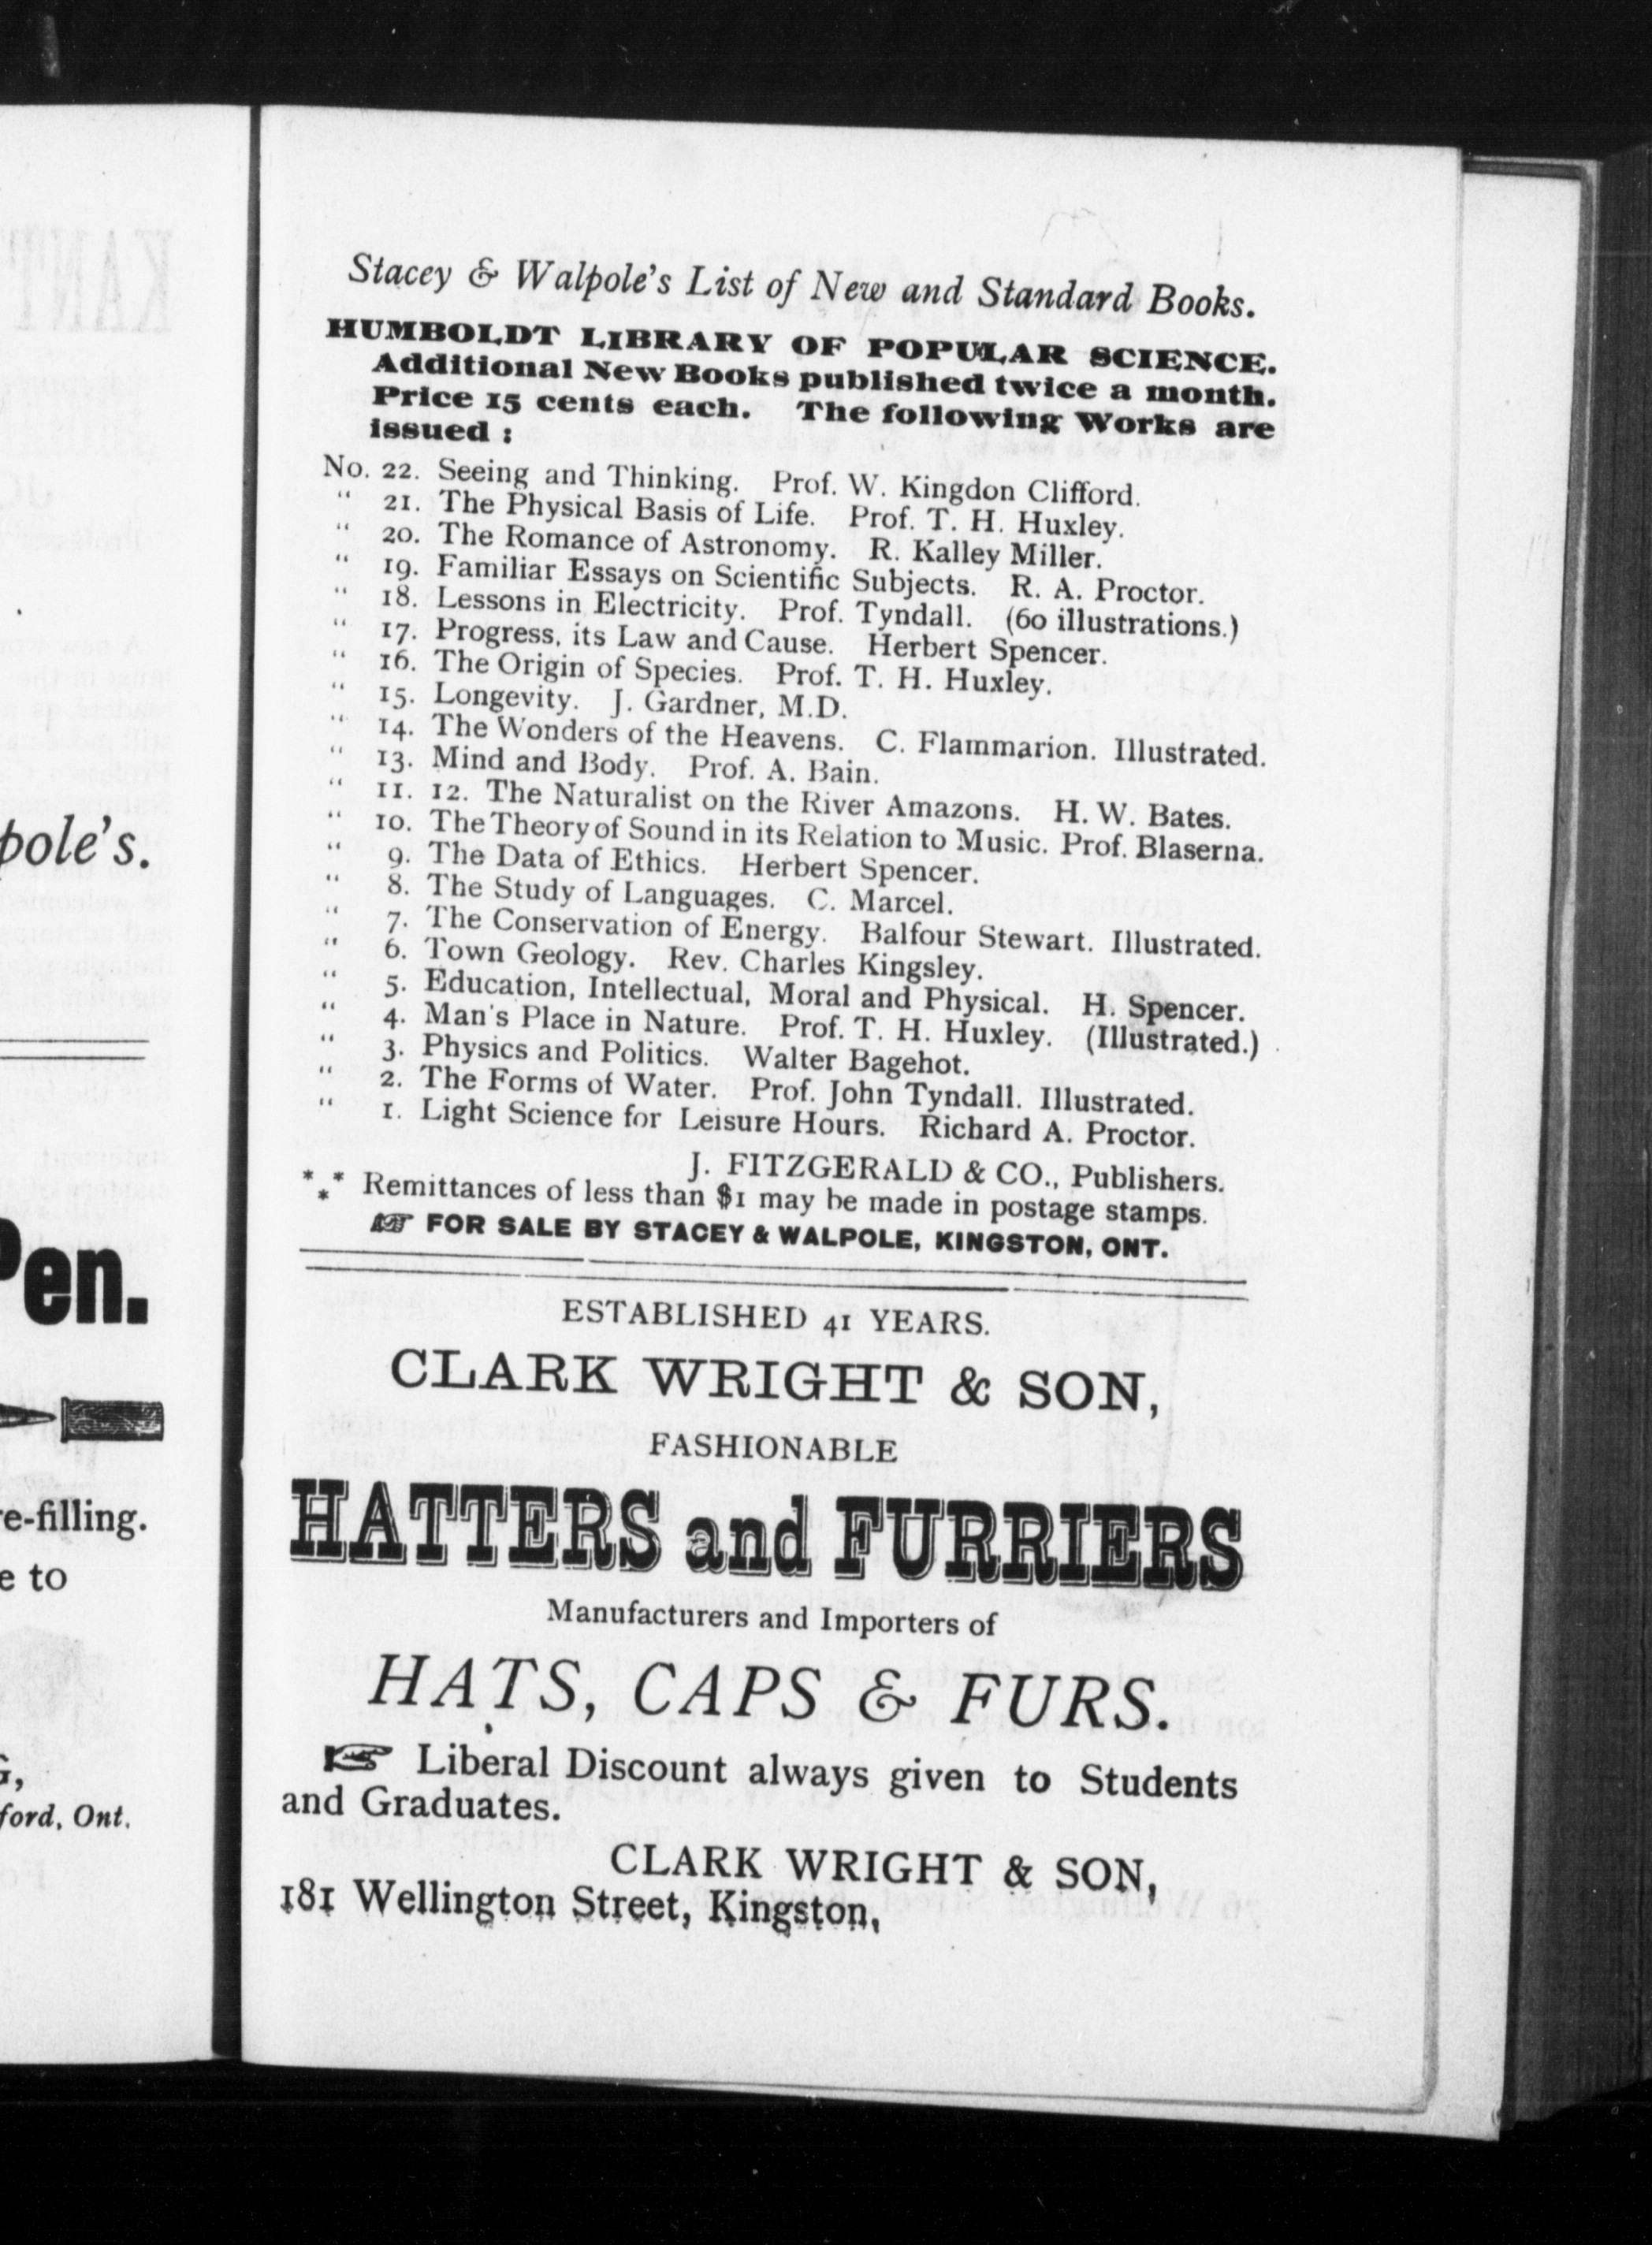 pole's.
Pen.
re-filling.
e to
G,
ford, Ont.
Stacey & Walpole's List of New and Standard Books.
HUMBOLDT LIBRARY OF POPULAR SCIENCE.
Additional New Books published twice a month.
Price 15 cents each. The following Works are
issued :
No. 22. Seeing and Thinking. Prof. W. Kingdon Clifford.
“ 21. The Physical Basis of Life. Prof. T. H. Huxley.
“ 20. The Romance of Astronomy. R. Kalley Miller.
“ 19. Familiar Essays on Scientific Subjects. R. A. Proctor.
“ 18. Lessons in Electricity. Prof. Tyndall. (60 illustrations.)
“ 17. Progress, its Law and Cause. Herbert Spencer.
“ 16. The Origin of Species. Prof. T. H. Huxley.
“ 15. Longevity. J. Gardner, M.D.
“ 14. The Wonders of the Heavens. C. Flammarion. Illustrated.
“ 13. Mind and Body. Prof. A. Bain.
“ 11. 12. The Naturalist on the River Amazons. H. W. Bates.
“ 10. The Theory of Sound in its Relation to Music. Prof. Blaserna.
“ 9. The Data of Ethics. Herbert Spencer.
“ 8. The Study of Languages. C. Marcel.
“ 7. The Conservation of Energy. Balfour Stewart. Illustrated.
“ 6. Town Geology. Rev. Charles Kingsley.
“ 5. Education, Intellectual, Moral and Physical. H. Spencer.
“ 4. Man's Place in Nature. Prof. T. H. Huxley. (Illustrated.)
“ 3. Physics and Politics. Walter Bagehot.
“ 2. The Forms of Water. Prof. John Tyndall. Illustrated.
“ 1. Light Science for Leisure Hours. Richard A. Proctor.
J. FITZGERALD & CO., Publishers.
*** Remittances of less than $1 may be made in postage stamps.
☞ FOR SALE BY STACEY & WALPOLE, KINGSTON, ONT.
ESTABLISHED 41 YEARS.
CLARK WRIGHT & SON,
FASHIONABLE
HATTERS and FURRIERS
Manufacturers and Importers of
HATS, CAPS & FURS.
☞ Liberal Discount always given to Students
and Graduates.
CLARK WRIGHT & SON,
181 Wellington Street, Kingston,